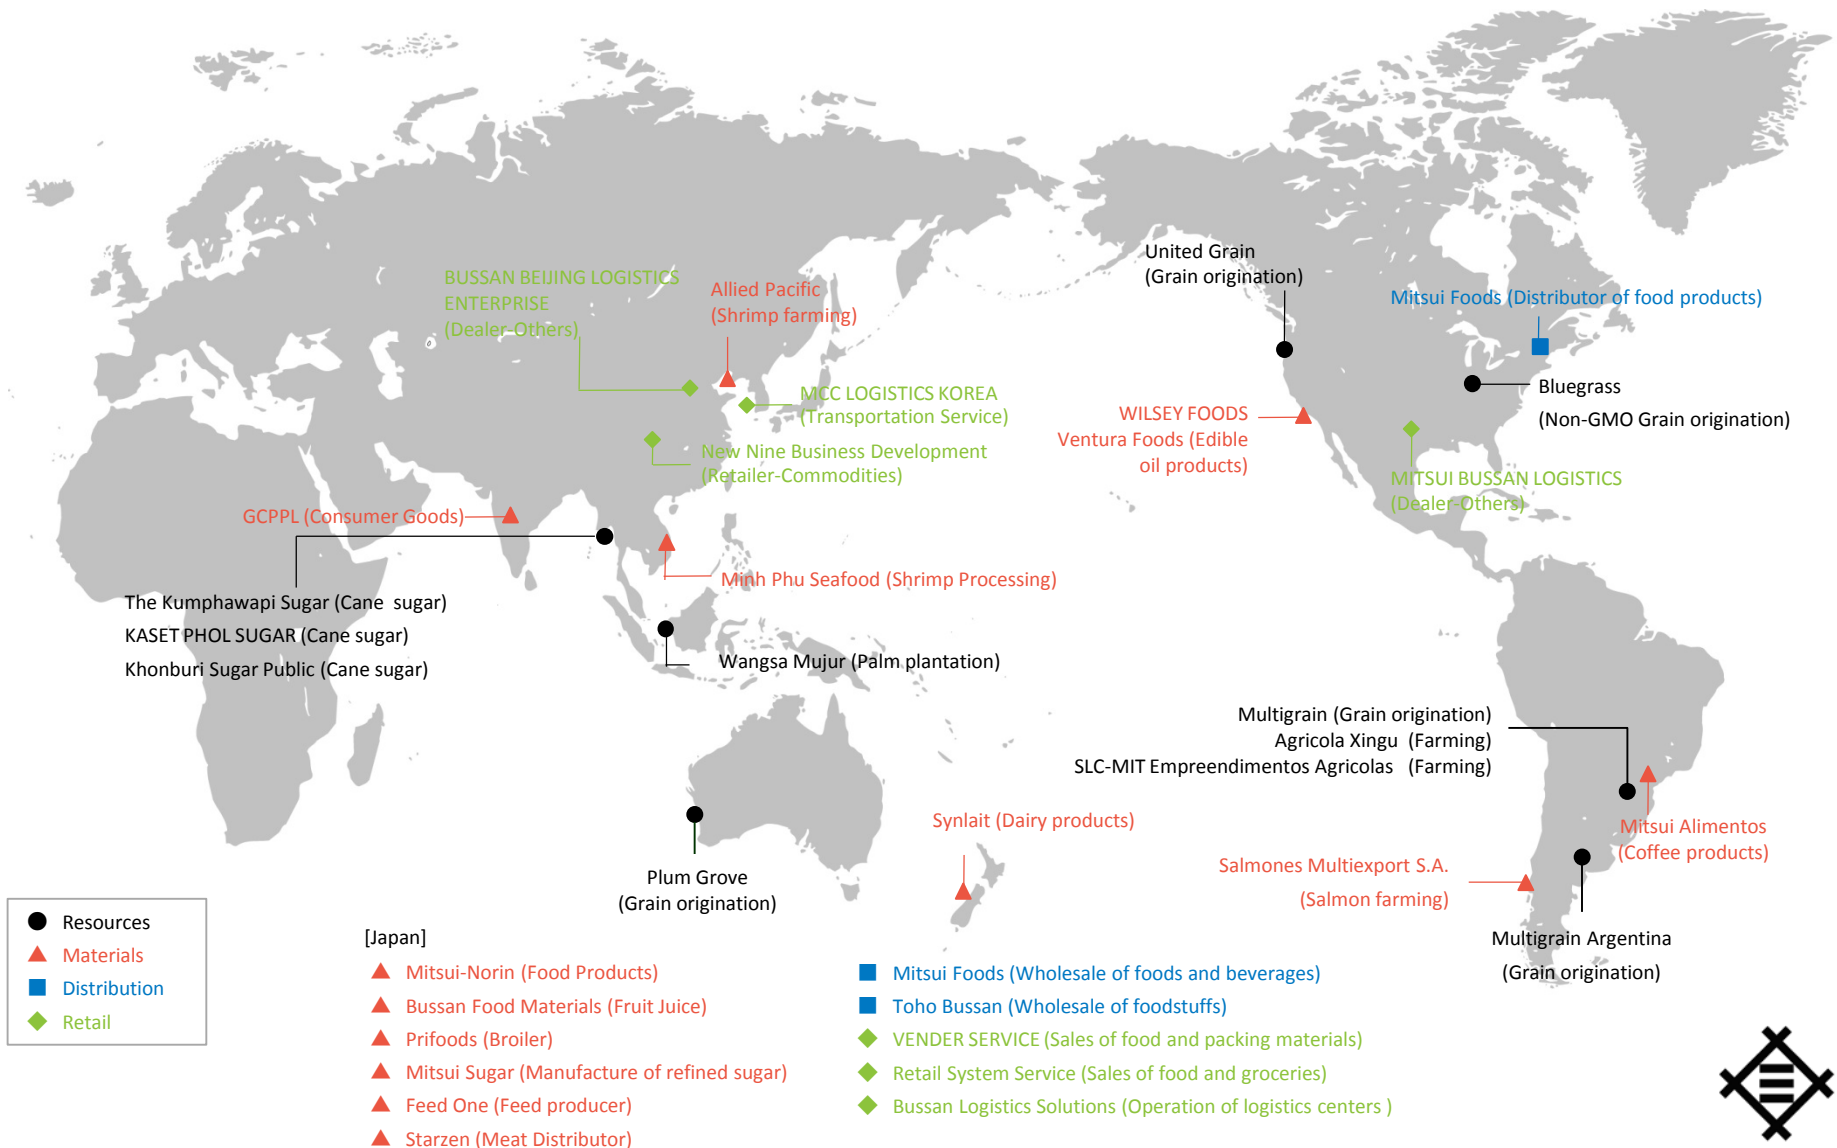 United Grain
(Grain origination)
BUSSAN BEIJING LOGISTICS
ENTERPRISE
(Dealer-Others)
Allied Pacific
(Shrimp farming)
Mitsui Foods (Distributor of food products)
MCC LOGISTICS KOREA
(Transportation Service)
Bluegrass
(Non-GMO Grain origination)
WILSEY FOODS
Ventura Foods (Edible
oil products)
New Nine Business Development
(Retailer-Commodities)
MITSUI BUSSAN LOGISTICS
(Dealer-Others)
GCPPL (Consumer Goods)
Minh Phu Seafood (Shrimp Processing)
The Kumphawapi Sugar (Cane sugar)
KASET PHOL SUGAR (Cane sugar)
Khonburi Sugar Public (Cane sugar)
Wangsa Mujur (Palm plantation)
Multigrain (Grain origination)
Agricola Xingu (Farming)
SLC-MIT Empreendimentos Agricolas (Farming)
Synlait (Dairy products)
Mitsui Alimentos
(Coffee products)
Plum Grove
(Grain origination)
Salmones Multiexport S.A.
(Salmon farming)
Multigrain Argentina
(Grain origination)
Resources
Materials
Distribution
Retail
[Japan]
Mitsui-Norin (Food Products)
Bussan Food Materials (Fruit Juice)
Prifoods (Broiler)
Mitsui Sugar (Manufacture of refined sugar)
Feed One (Feed producer)
Starzen (Meat Distributor)
Mitsui Foods (Wholesale of foods and beverages)
Toho Bussan (Wholesale of foodstuffs)
VENDER SERVICE (Sales of food and packing materials)
Retail System Service (Sales of food and groceries)
Bussan Logistics Solutions (Operation of logistics centers )